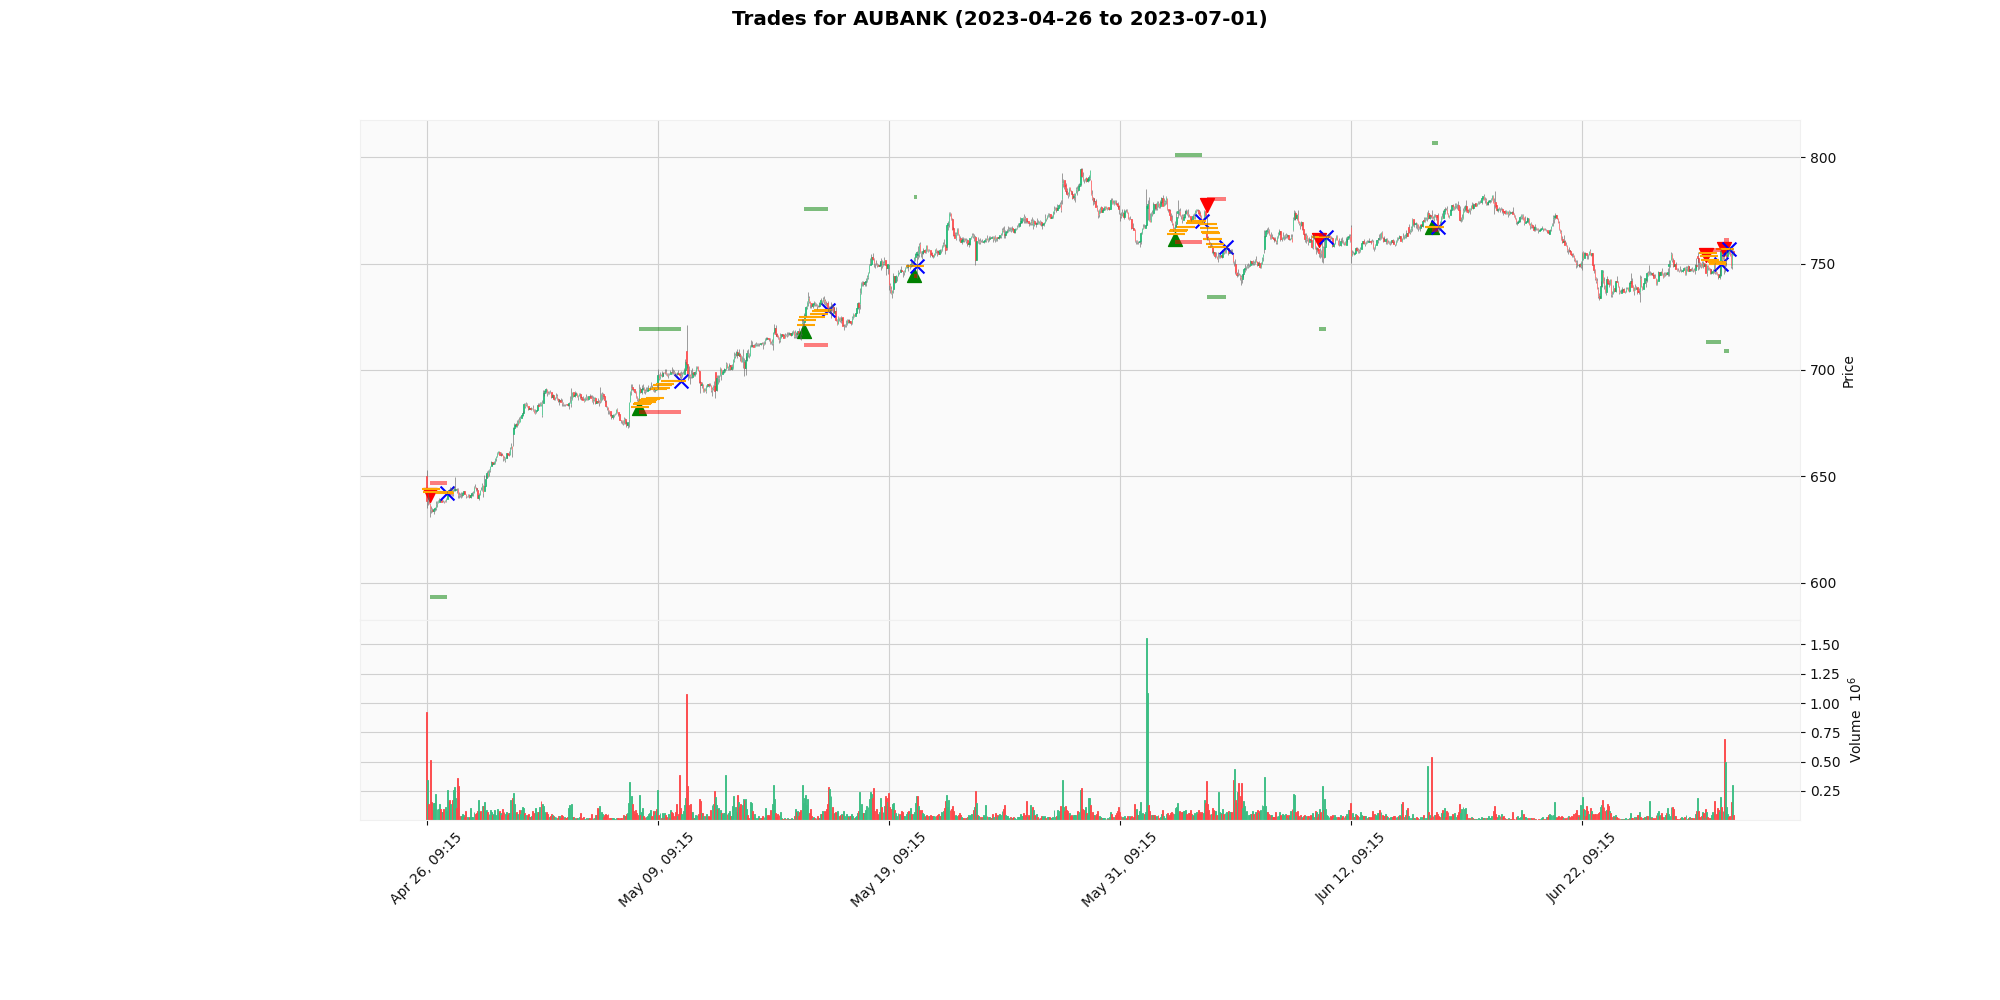 Trades for AUBANK (2023-04-26 to 2023-07-01)
800
750
700
650
600
Price
1.50
1.25
1.00
0.75
0.50
0.25
Volume 10^6
Apr 26, 09:15
May 09, 09:15
May 19, 09:15
May 31, 09:15
Jun 12, 09:15
Jun 22, 09:15